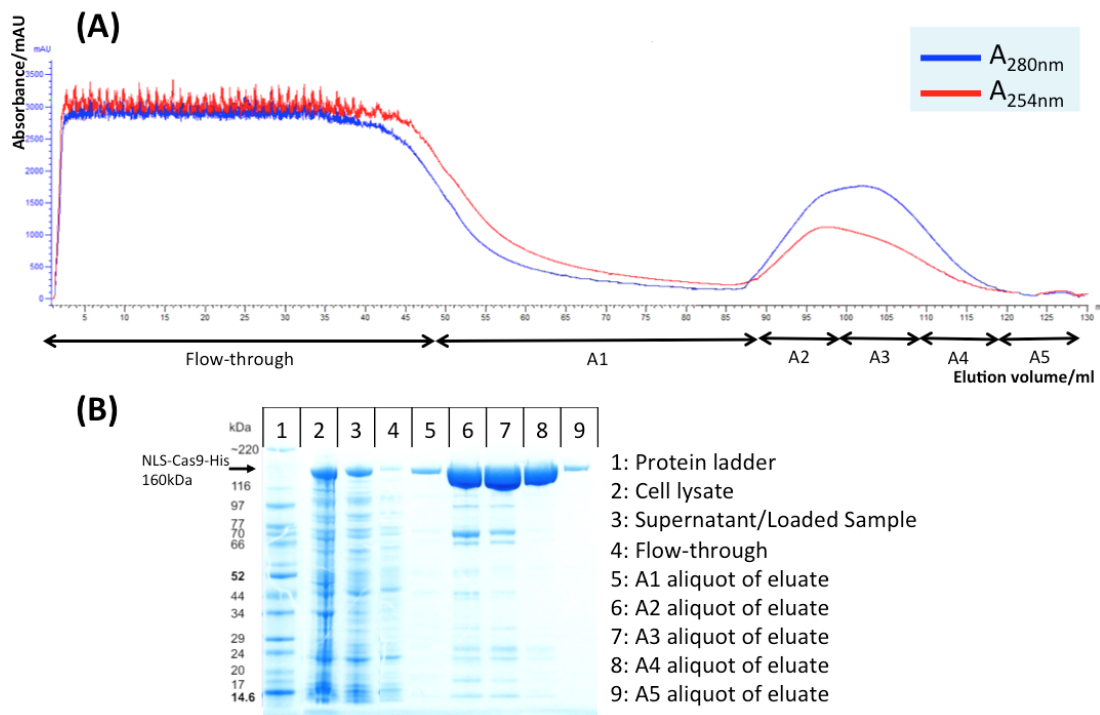 (A)
Absorbance/mAU
mAU
A280nm
A254nm
3500
3000
2500
2000
1500
1000
500
0
5 10 15 20 25 30 35 40 45 50 55 60 65 70 75 80 85 90 95 100 105 110 115 120 125 130
Flow-through A1 A2 A3 A4 A5
Elution volume/ml
(B)
kDa 1 2 3 4 5 6 7 8 9
~220
NLS-Cas9-His
160kDa
116
97
77
70
66
52
44
34
29
24
20
17
14.6
1: Protein ladder
2: Cell lysate
3: Supernatant/Loaded Sample
4: Flow-through
5: A1 aliquot of eluate
6: A2 aliquot of eluate
7: A3 aliquot of eluate
8: A4 aliquot of eluate
9: A5 aliquot of eluate